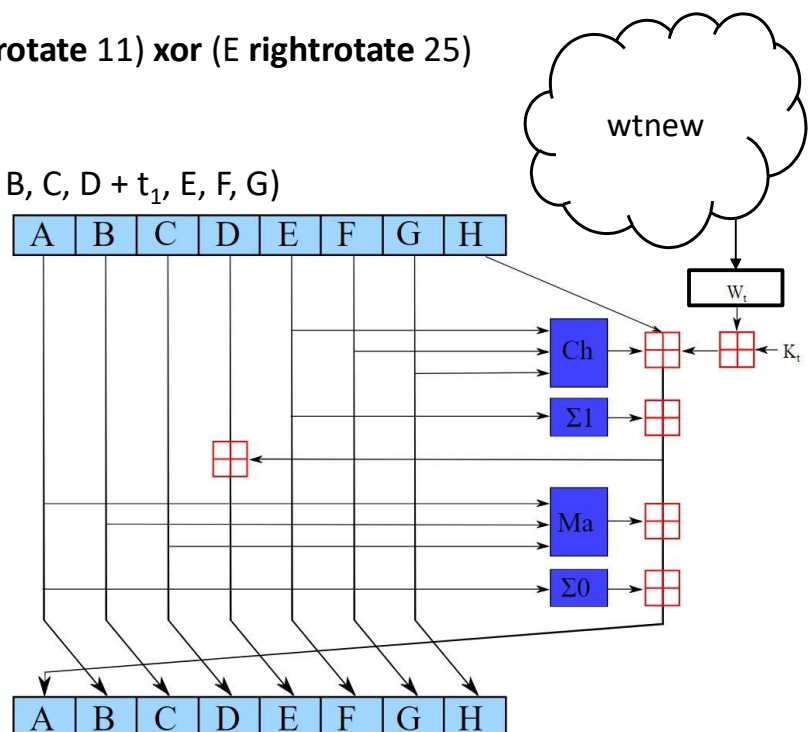 rotate 11) xor (E rightrotate 25)
wtnew
B, C, D + t₁, E, F, G)
A B C D E F G H
Wₜ
Ch
Kₜ
Σ1
Ma
Σ0
A B C D E F G H